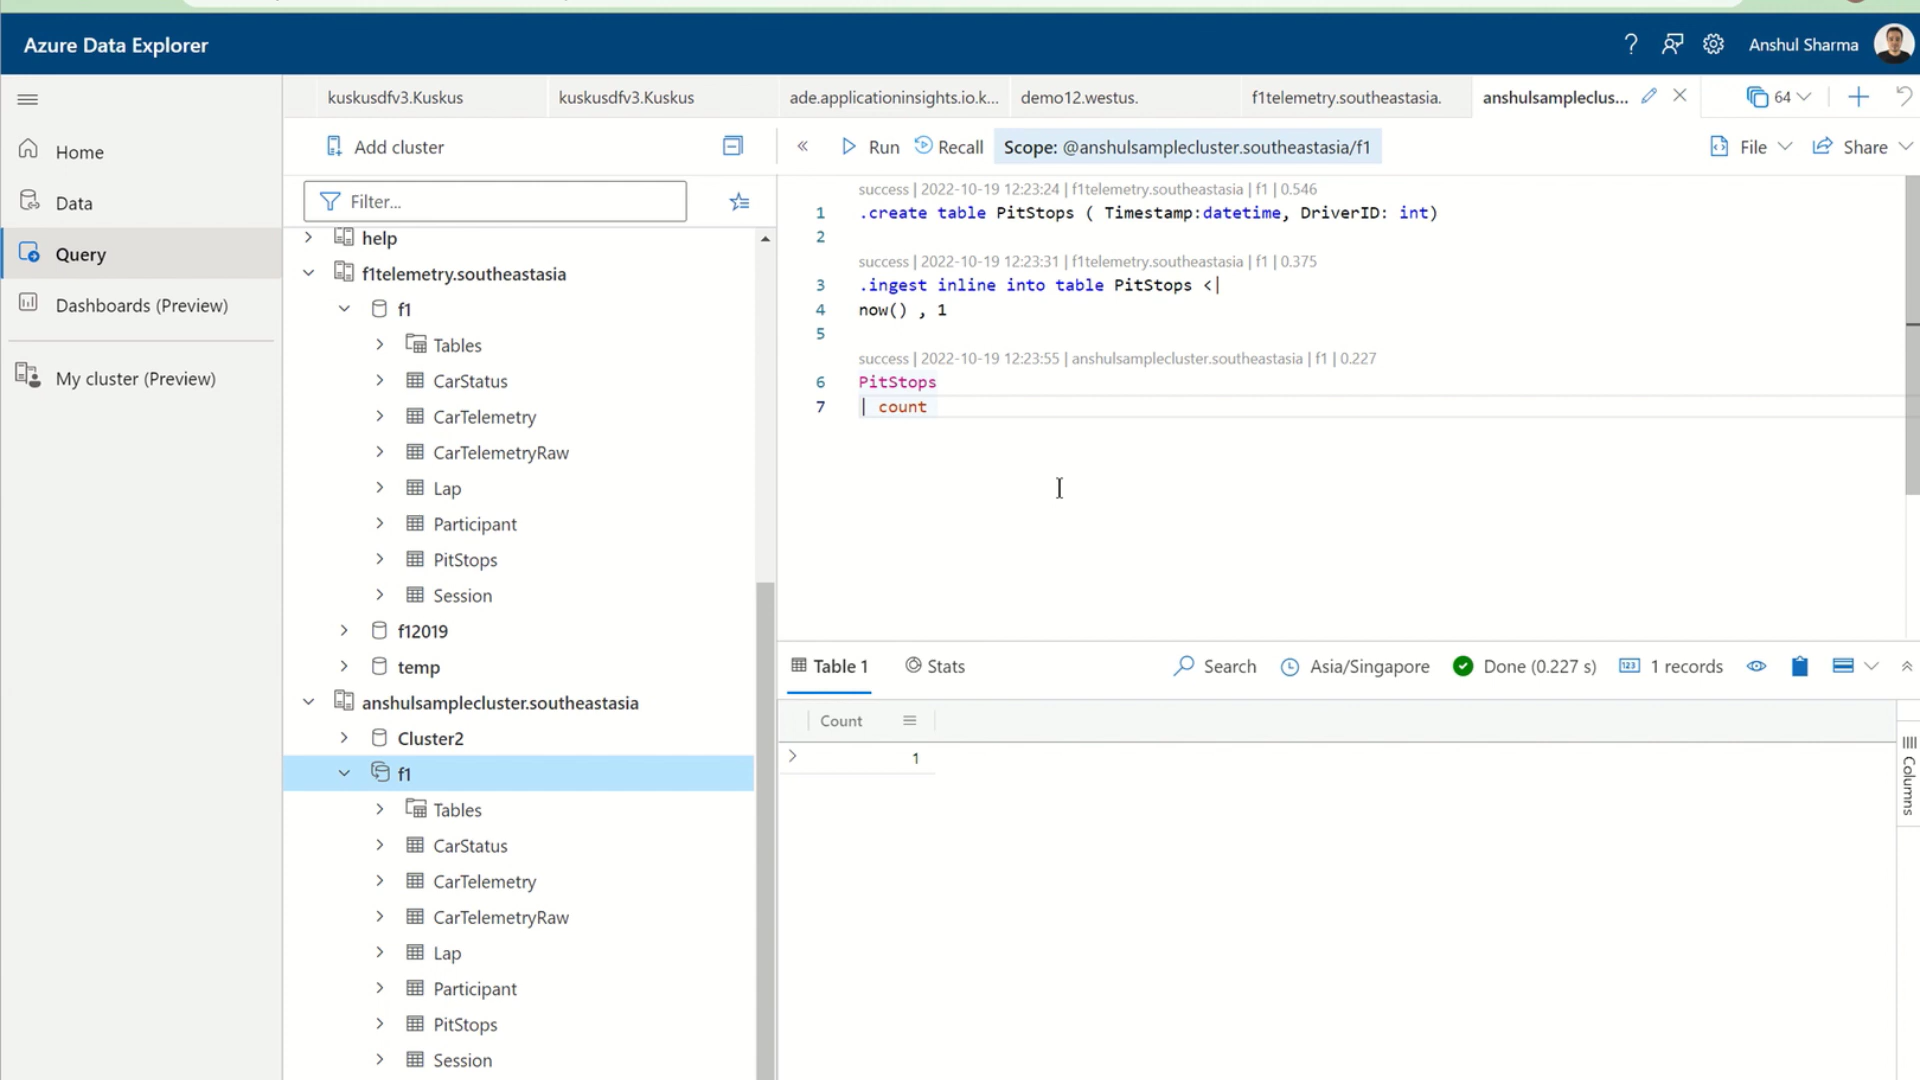 Azure Data Explorer
Anshul Sharma
kuskusdfv3.Kuskus
kuskusdfv3.Kuskus
ade.applicationinsights.io.k...
demo12.westus.
f1telemetry.southeastasia.
anshulsampleclus...
64
Home
Data
Query
Dashboards (Preview)
My cluster (Preview)
Add cluster
Filter...
help
f1telemetry.southeastasia
f1
Tables
CarStatus
CarTelemetry
CarTelemetryRaw
Lap
Participant
PitStops
Session
f12019
temp
anshulsamplecluster.southeastasia
Cluster2
f1
Tables
CarStatus
CarTelemetry
CarTelemetryRaw
Lap
Participant
PitStops
Session
Run
Recall
Scope: @anshulsamplecluster.southeastasia/f1
File
Share
success | 2022-10-19 12:23:24 | f1telemetry.southeastasia | f1 | 0.546
1 .create table PitStops ( Timestamp:datetime, DriverID: int)
2
success | 2022-10-19 12:23:31 | f1telemetry.southeastasia | f1 | 0.375
3 .ingest inline into table PitStops <|
4 now() , 1
5
success | 2022-10-19 12:23:55 | anshulsamplecluster.southeastasia | f1 | 0.227
6 PitStops
7 | count
Table 1
Stats
Search
Asia/Singapore
Done (0.227 s)
1 records
Count
1
Columns